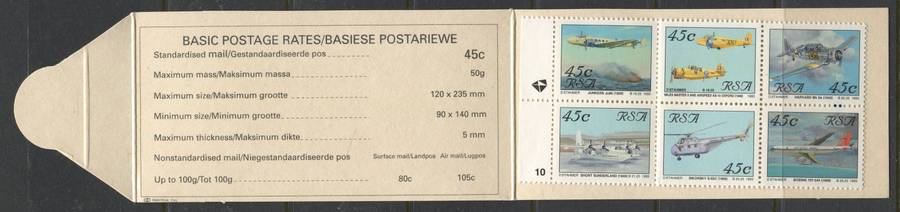 BASIC POSTAGE RATES/BASIESE POSTARIEWE
Standardised mail/Gestandaardiseerde pos 45c
Maximum mass/Maksimum massa 50g
Maximum size/Maksimum grootte 120 x 235 mm
Minimum size/Minimum grootte 90 x 140 mm
Maximum thickness/Maksimum dikte 5 mm
Nonstandardised mail/Niegestandaardiseerde pos Surface mail/Landpos Air mail/Lugpos
Up to 100g/Tot 100g 80c 105c
45c RSA
45c RSA
45c RSA
10
45c RSA
RSA 45c
45c RSA